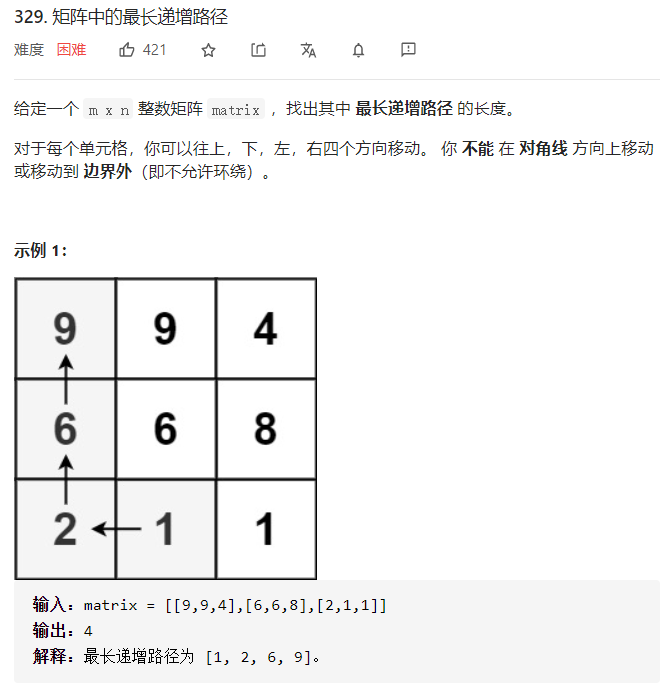 329. 矩阵中的最长递增路径
难度 困难 421
给定一个 m x n 整数矩阵 matrix ，找出其中 最长递增路径 的长度。
对于每个单元格，你可以往上，下，左，右四个方向移动。 你 不能 在 对角线 方向上移动
或移动到 边界外（即不允许环绕）。
示例 1：
9 9 4
6 6 8
2 1 1
输入：matrix = [[9,9,4],[6,6,8],[2,1,1]]
输出：4
解释：最长递增路径为 [1, 2, 6, 9]。